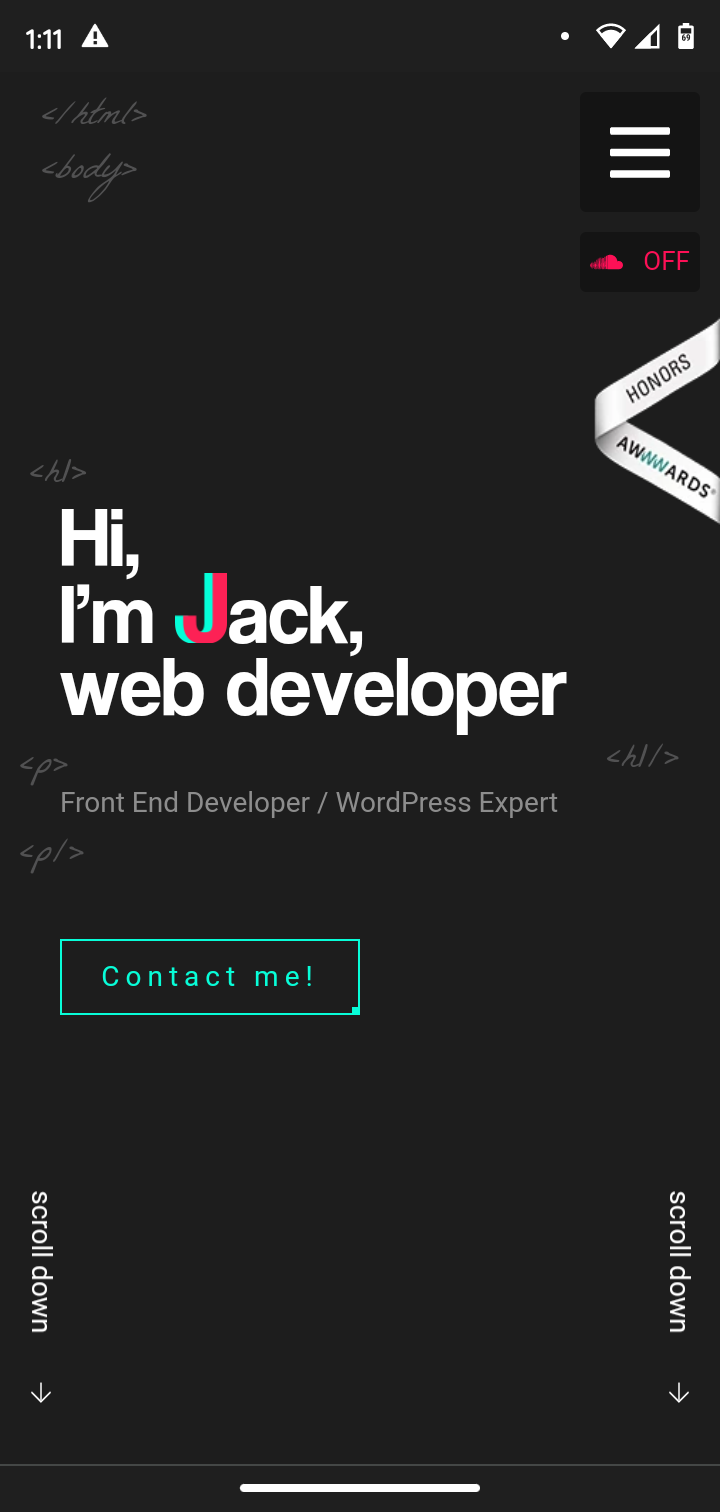 1:11
69
</html>
<body>
OFF
HONORS
AWWWARDS
<h1>
Hi,
I'm Jack,
web developer
<h1/>
<p>
Front End Developer / WordPress Expert
<p/>
Contact me!
scroll down
scroll down